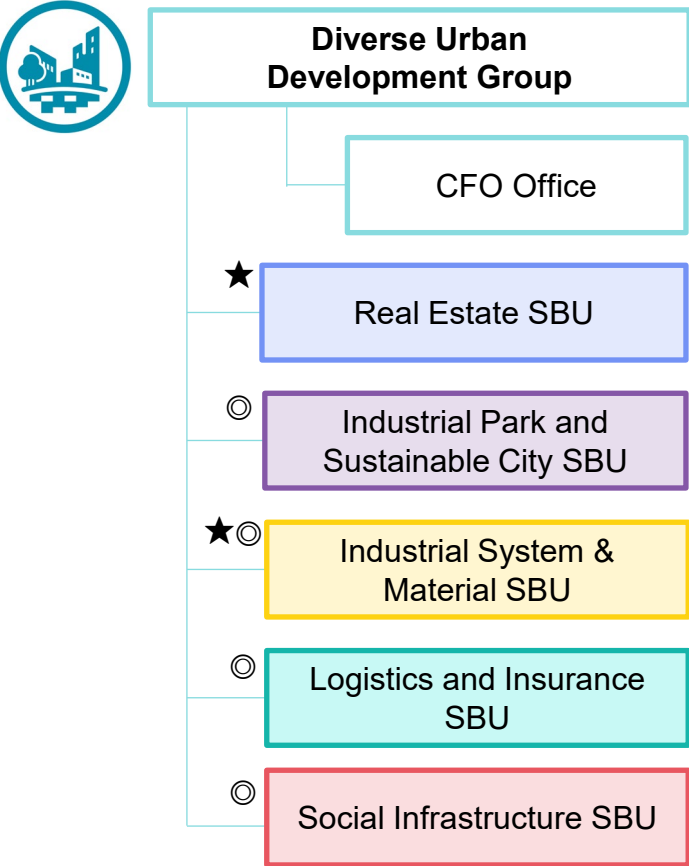 Diverse Urban
Development Group
CFO Office
★
Real Estate SBU
◎
Industrial Park and
Sustainable City SBU
★◎
Industrial System &
Material SBU
◎
Logistics and Insurance
SBU
◎
Social Infrastructure SBU